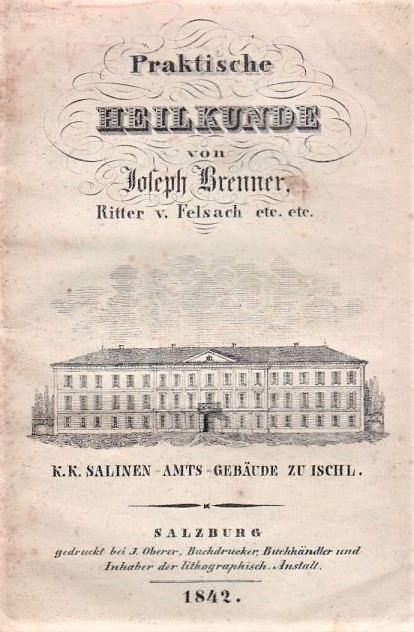 Praktische
HEILKUNDE
von
Joseph Brenner,
Ritter v. Felsach etc. etc.
K.K. SALINEN-AMTS-GEBÄUDE ZU ISCHL.
SALZBURG
gedruckt bei J. Oberer, Buchdrucker, Buchhändler und
Inhaber der lithographisch. Anstalt.
1842.